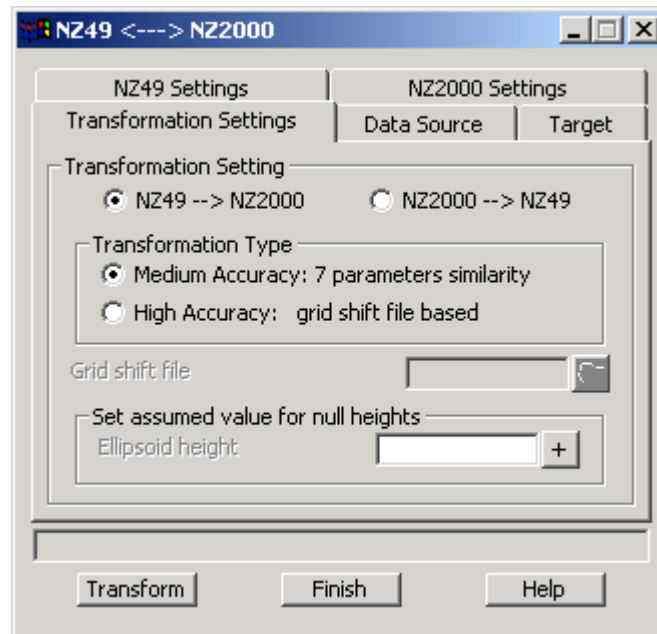 NZ49 <---> NZ2000
NZ49 Settings NZ2000 Settings
Transformation Settings Data Source Target
Transformation Setting
NZ49 --> NZ2000 NZ2000 --> NZ49
Transformation Type
Medium Accuracy: 7 parameters similarity
High Accuracy: grid shift file based
Grid shift file
Set assumed value for null heights
Ellipsoid height +
Transform Finish Help